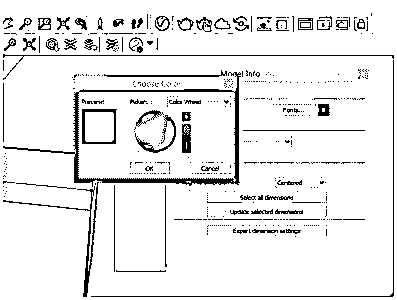 Model Info
Choose Color
Preview: Picker: Color Wheel
Fonts...
OK Cancel
Centered
Select all dimensions
Update selected dimensions
Expert dimension settings